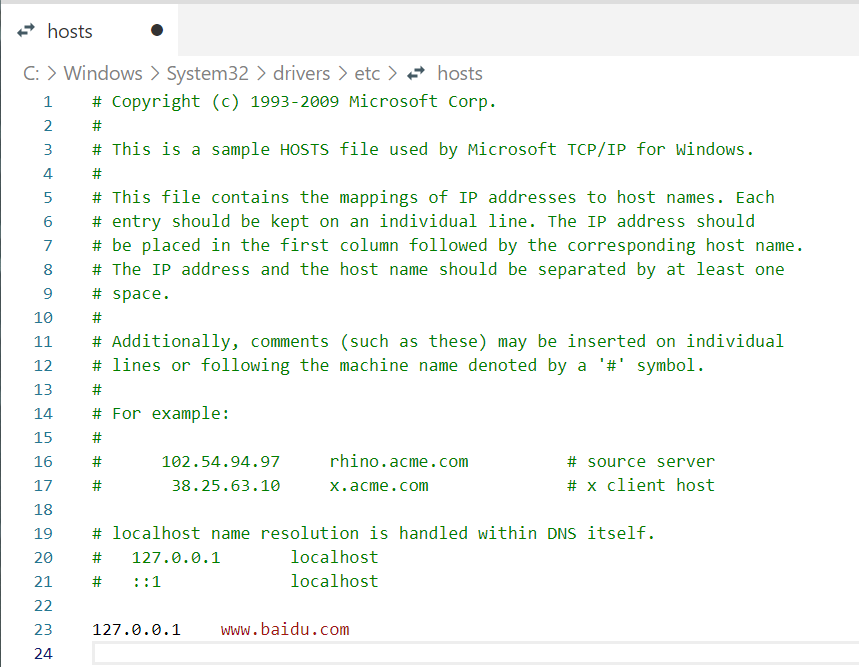 hosts
C: > Windows > System32 > drivers > etc > hosts
1 # Copyright (c) 1993-2009 Microsoft Corp.
2 #
3 # This is a sample HOSTS file used by Microsoft TCP/IP for Windows.
4 #
5 # This file contains the mappings of IP addresses to host names. Each
6 # entry should be kept on an individual line. The IP address should
7 # be placed in the first column followed by the corresponding host name.
8 # The IP address and the host name should be separated by at least one
9 # space.
10 #
11 # Additionally, comments (such as these) may be inserted on individual
12 # lines or following the machine name denoted by a '#' symbol.
13 #
14 # For example:
15 #
16 #      102.54.94.97     rhino.acme.com          # source server
17 #       38.25.63.10     x.acme.com              # x client host
18
19 # localhost name resolution is handled within DNS itself.
20 #   127.0.0.1       localhost
21 #   ::1             localhost
22
23 127.0.0.1    www.baidu.com
24